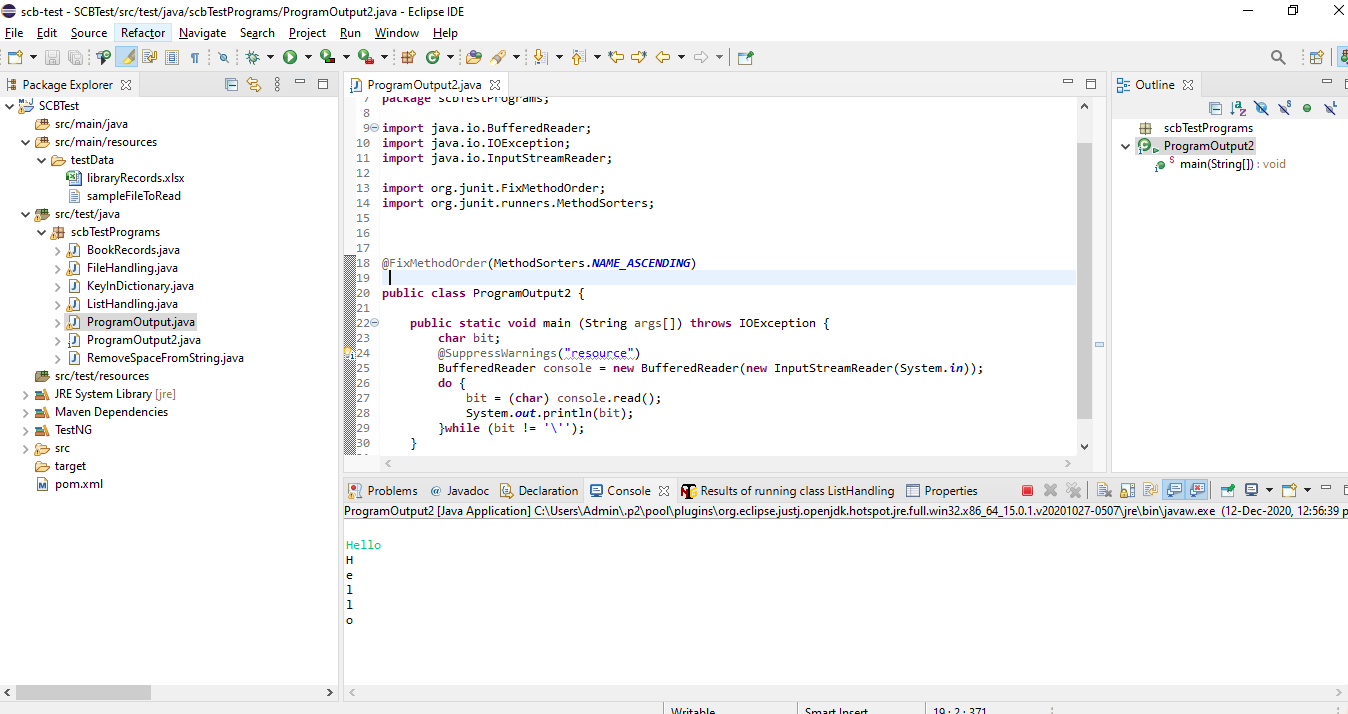 scb-test - SCBTest/src/test/java/scbTestPrograms/ProgramOutput2.java - Eclipse IDE
File Edit Source Refactor Navigate Search Project Run Window Help
Package Explorer
SCBTest
src/main/java
src/main/resources
testData
libraryRecords.xlsx
sampleFileToRead
src/test/java
scbTestPrograms
BookRecords.java
FileHandling.java
KeyInDictionary.java
ListHandling.java
ProgramOutput.java
ProgramOutput2.java
RemoveSpaceFromString.java
src/test/resources
JRE System Library [jre]
Maven Dependencies
TestNG
src
target
pom.xml
ProgramOutput2.java
7 package scbTestPrograms;
8
9 import java.io.BufferedReader;
10 import java.io.IOException;
11 import java.io.InputStreamReader;
12
13 import org.junit.FixMethodOrder;
14 import org.junit.runners.MethodSorters;
15
16
17
18 @FixMethodOrder(MethodSorters.NAME_ASCENDING)
19
20 public class ProgramOutput2 {
21
22 public static void main (String args[]) throws IOException {
23 char bit;
24 @SuppressWarnings("resource")
25 BufferedReader console = new BufferedReader(new InputStreamReader(System.in));
26 do {
27 bit = (char) console.read();
28 System.out.println(bit);
29 }while (bit != '\'');
30 }
Outline
scbTestPrograms
ProgramOutput2
main(String[]) : void
Problems @ Javadoc Declaration Console Results of running class ListHandling Properties
ProgramOutput2 [Java Application] C:\Users\Admin\.p2\pool\plugins\org.eclipse.justj.openjdk.hotspot.jre.full.win32.x86_64_15.0.1.v20201027-0507\jre\bin\javaw.exe (12-Dec-2020, 12:56:39 p
Hello
H
e
l
l
o
Writable Smart Insert 19 : 2 : 371